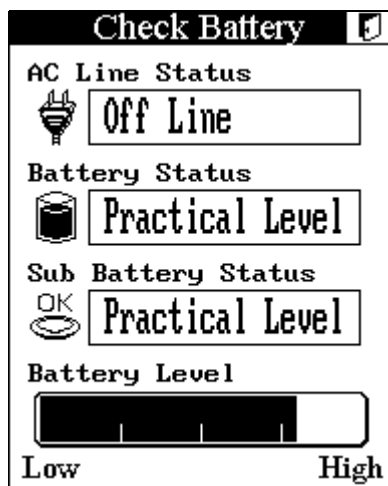 Check Battery
AC Line Status
Off Line
Battery Status
Practical Level
Sub Battery Status
OK
Practical Level
Battery Level
Low High